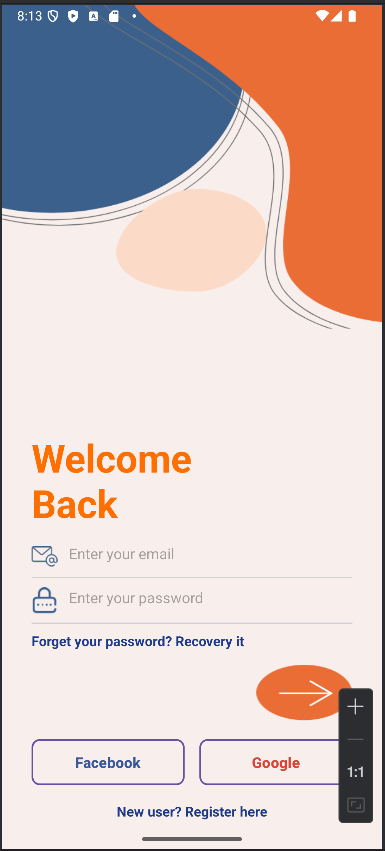 8:13
Welcome
Back
Enter your email
Enter your password
Forget your password? Recovery it
1:1
Facebook
Google
New user? Register here